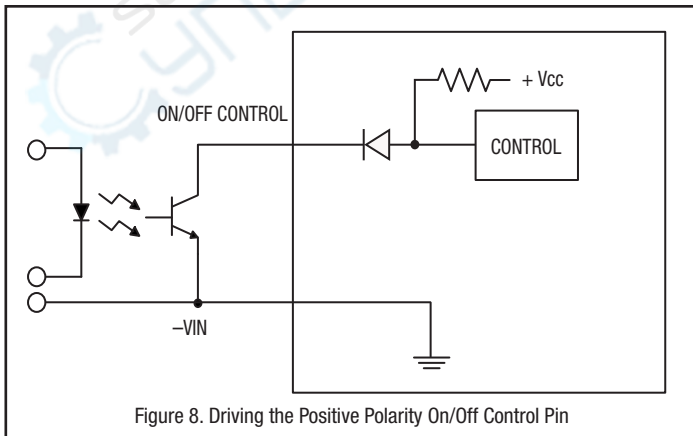 + Vcc
ON/OFF CONTROL
CONTROL
–VIN
Figure 8. Driving the Positive Polarity On/Off Control Pin